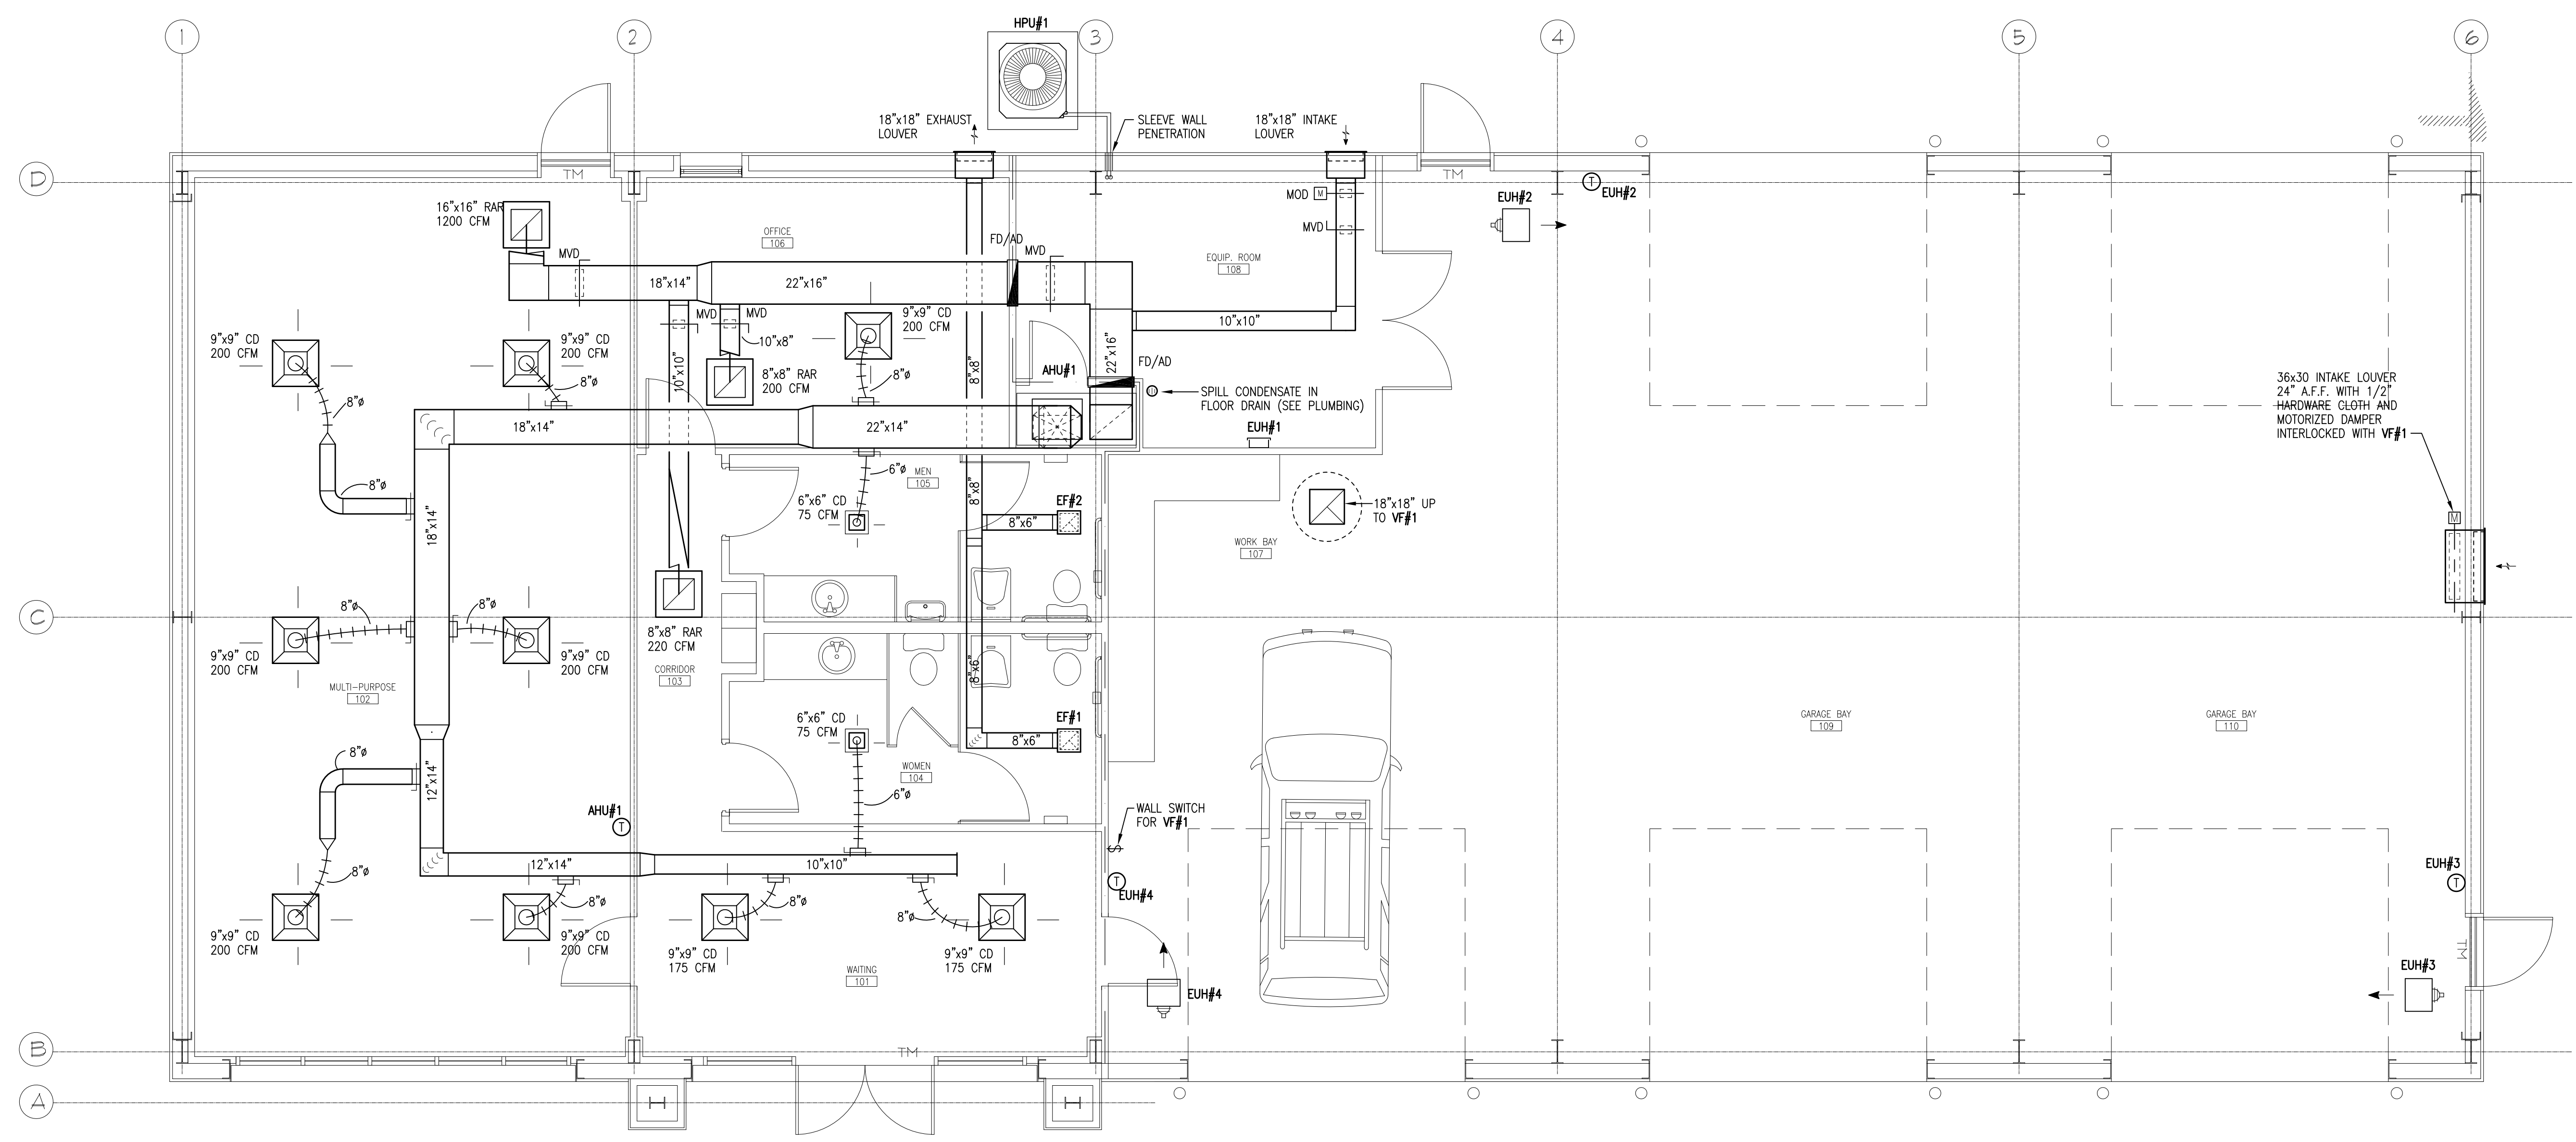 HPU#1
1
2
3
4
5
6
18"x18" EXHAUST
LOUVER
SLEEVE WALL
PENETRATION
18"x18" INTAKE
LOUVER
D
TM
TM
T
EUH#2
EUH#2
MOD
M
MVD
16"x16" RAR
1200 CFM
OFFICE
106
FD/AD
MVD
MVD
EQUIP. ROOM
108
18"x14"
22"x16"
9"x9" CD
200 CFM
MVD
MVD
10"x8"
10"x10"
9"x9" CD
200 CFM
9"x9" CD
200 CFM
8"ø
8"ø
10"x10"
8"x8" RAR
200 CFM
8"ø
8"x8"
AHU#1
22"x16"
FD/AD
SPILL CONDENSATE IN
FLOOR DRAIN (SEE PLUMBING)
36x30 INTAKE LOUVER
24" A.F.F. WITH 1/2"
HARDWARE CLOTH AND
MOTORIZED DAMPER
INTERLOCKED WITH VF#1
18"x14"
22"x14"
EUH#1
8"ø
18"x14"
6"ø
MEN
105
6"x6" CD
75 CFM
8"x8"
EF#2
8"x6"
18"x18" UP
TO VF#1
M
WORK BAY
107
C
8"ø
8"ø
9"x9" CD
200 CFM
9"x9" CD
200 CFM
8"x8" RAR
220 CFM
CORRIDOR
103
8"x6"
MULTI-PURPOSE
102
6"x6" CD
75 CFM
EF#1
8"x6"
GARAGE BAY
109
GARAGE BAY
110
8"ø
12"x14"
WOMEN
104
6"ø
AHU#1
T
WALL SWITCH
FOR VF#1
S
12"x14"
10"x10"
8"ø
8"ø
8"ø
8"ø
T
EUH#4
EUH#3
T
9"x9" CD
200 CFM
9"x9" CD
200 CFM
9"x9" CD
175 CFM
9"x9" CD
175 CFM
WAITING
101
EUH#4
EUH#3
TM
B
TM
A